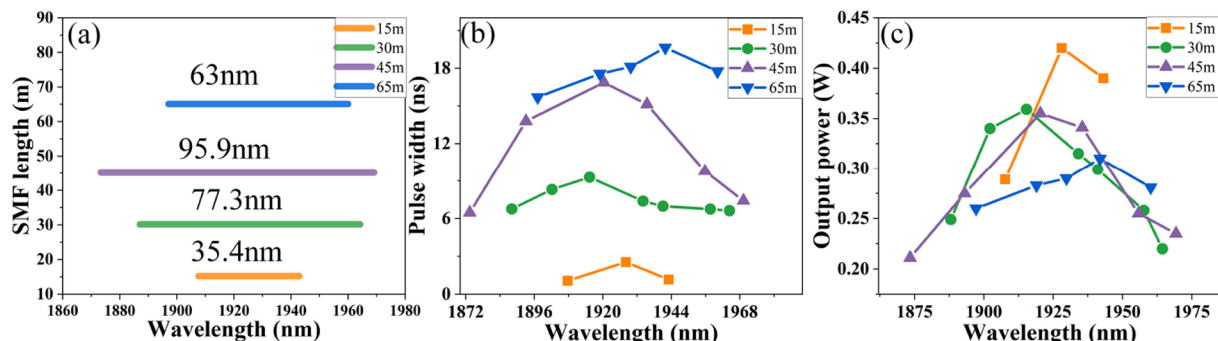 (a)
SMF length (m)
90
80
70
60
50
40
30
20
10
15m
30m
45m
65m
63nm
95.9nm
77.3nm
35.4nm
1860 1880 1900 1920 1940 1960 1980
Wavelength (nm)
(b)
Pulse width (ns)
18
12
6
0
15m
30m
45m
65m
1872 1896 1920 1944 1968
Wavelength (nm)
(c)
Output power (W)
0.45
0.40
0.35
0.30
0.25
0.20
15m
30m
45m
65m
1875 1900 1925 1950 1975
Wavelength (nm)